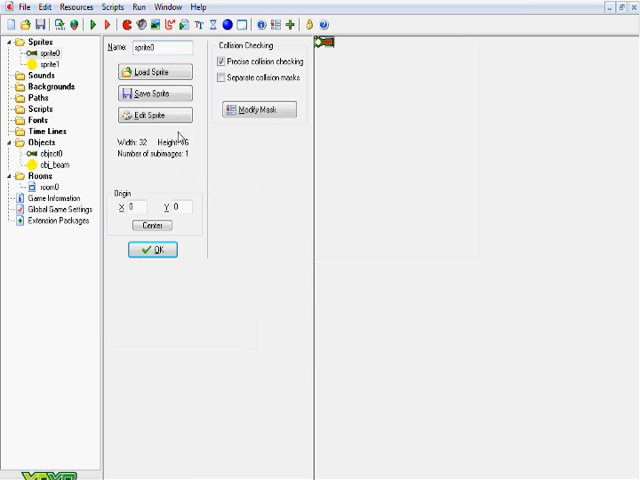 File Edit Resources Scripts Run Window Help
Sprites
sprite0
sprite1
Sounds
Backgrounds
Paths
Scripts
Fonts
Time Lines
Objects
object0
obj_beam
Rooms
room0
Game Information
Global Game Settings
Extension Packages
Name: sprite0
Load Sprite
Save Sprite
Edit Sprite
Width: 32 Height: 16
Number of subimages: 1
Origin
X 0 Y 0
Center
OK
Collision Checking
Precise collision checking
Separate collision masks
Modify Mask